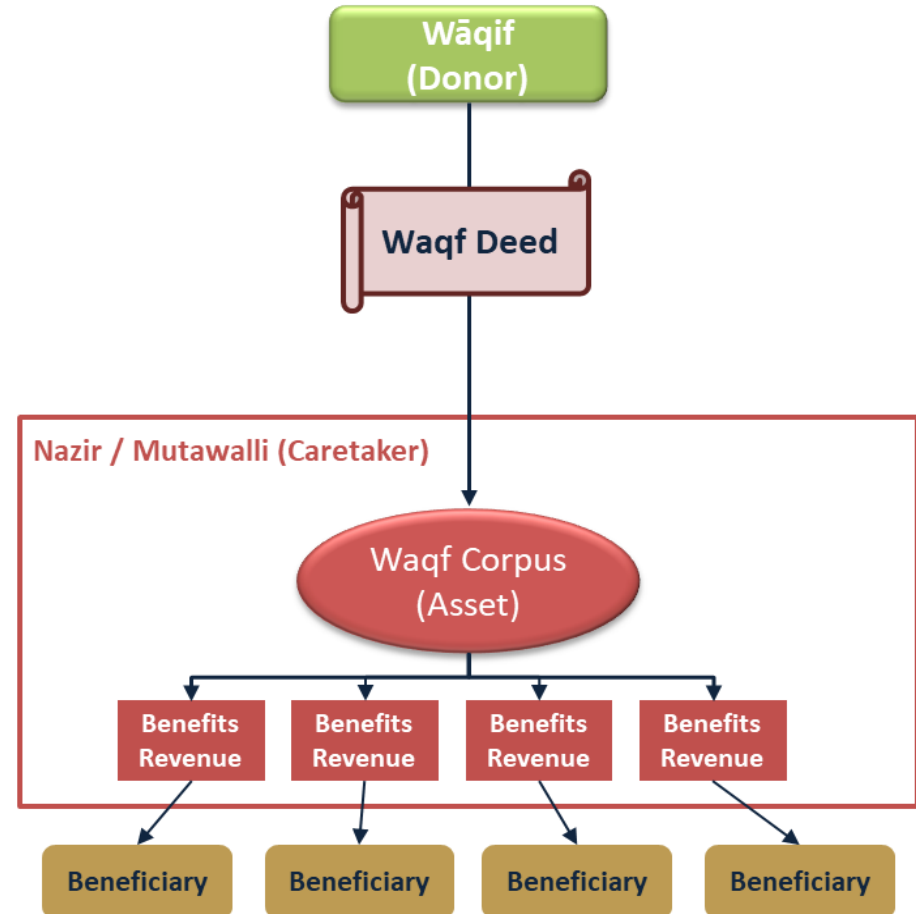 Wāqif
(Donor)
Waqf Deed
Nazir / Mutawalli (Caretaker)
Waqf Corpus
(Asset)
Benefits
Revenue
Benefits
Revenue
Benefits
Revenue
Benefits
Revenue
Beneficiary
Beneficiary
Beneficiary
Beneficiary